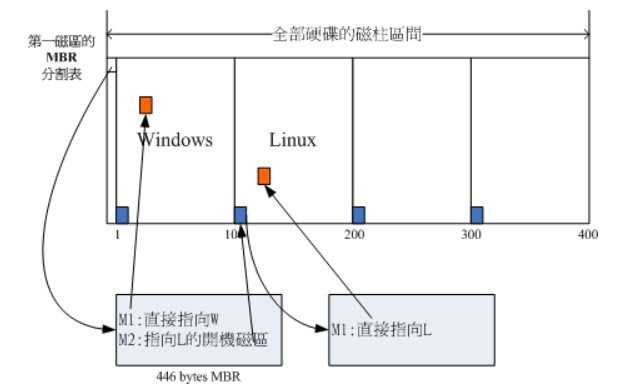 全部硬碟的磁柱區間
第一磁區的
MBR
分割表
Windows
Linux
1
100
200
300
400
M1:直接指向W
M2:指向L的開機磁區
M1:直接指向L
446 bytes MBR